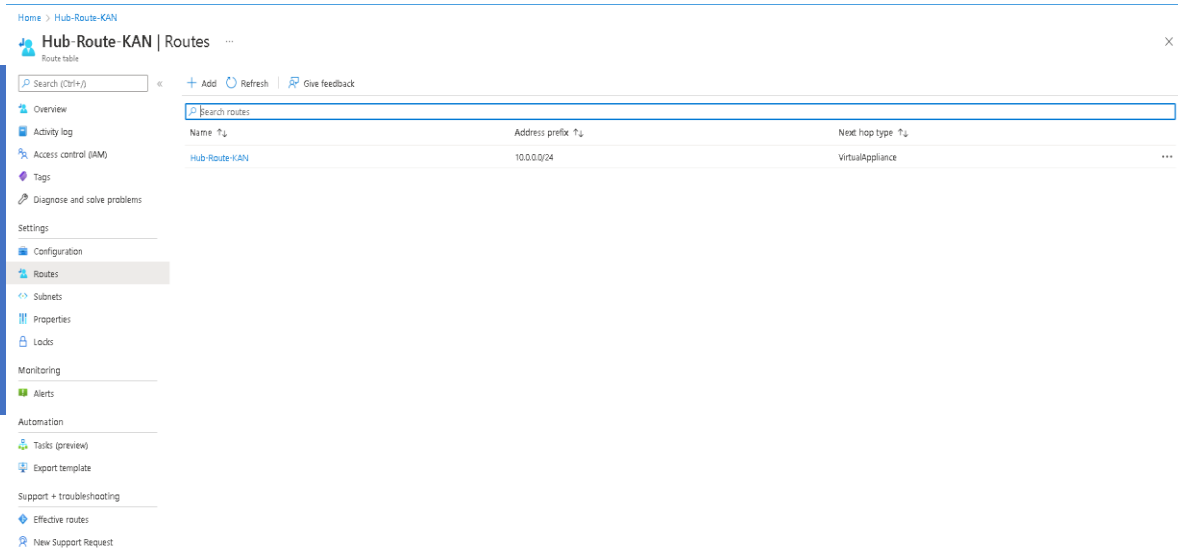 Home > Hub-Route-KAN
Hub-Route-KAN | Routes ...
Route table
Search (Ctrl+/) «
+ Add Refresh Give feedback
Search routes
Name ↑↓ Address prefix ↑↓ Next hop type ↑↓
Hub-Route-KAN 10.0.0.0/24 VirtualAppliance ...
Overview
Activity log
Access control (IAM)
Tags
Diagnose and solve problems
Settings
Configuration
Routes
Subnets
Properties
Locks
Monitoring
Alerts
Automation
Tasks (preview)
Export template
Support + troubleshooting
Effective routes
New Support Request